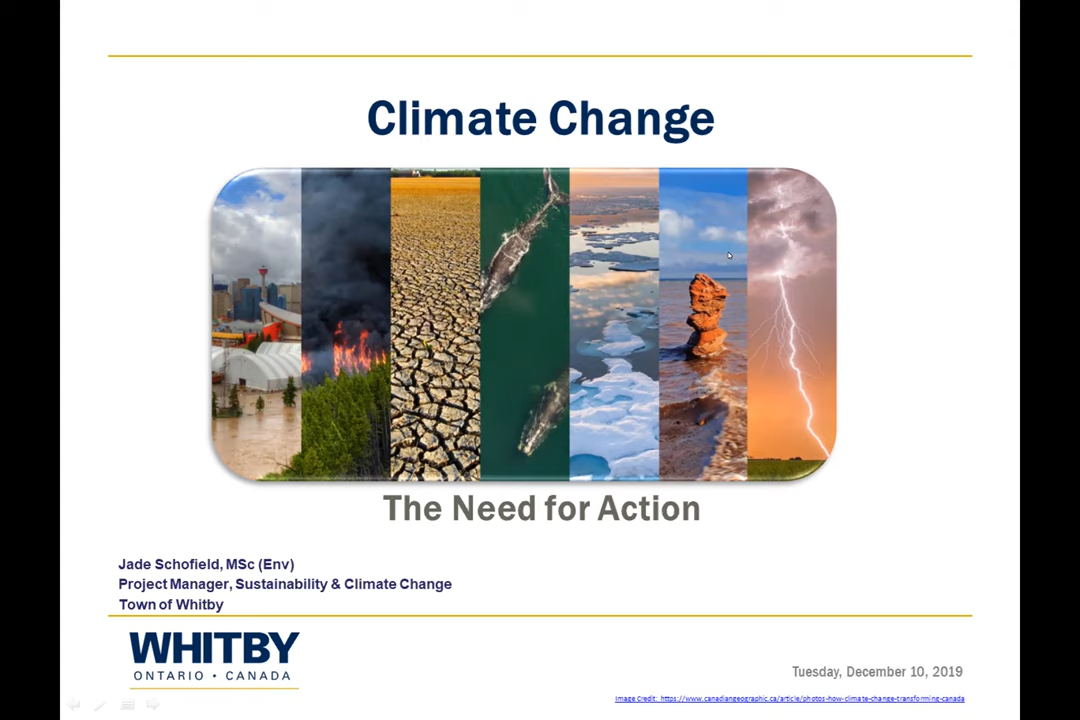 Climate Change
The Need for Action
Jade Schofield, MSc (Env)
Project Manager, Sustainability & Climate Change
Town of Whitby
WHITBY
ONTARIO • CANADA
Tuesday, December 10, 2019
Image Credit: https://www.canadiangeographic.ca/article/photos-how-climate-change-transforming-canada